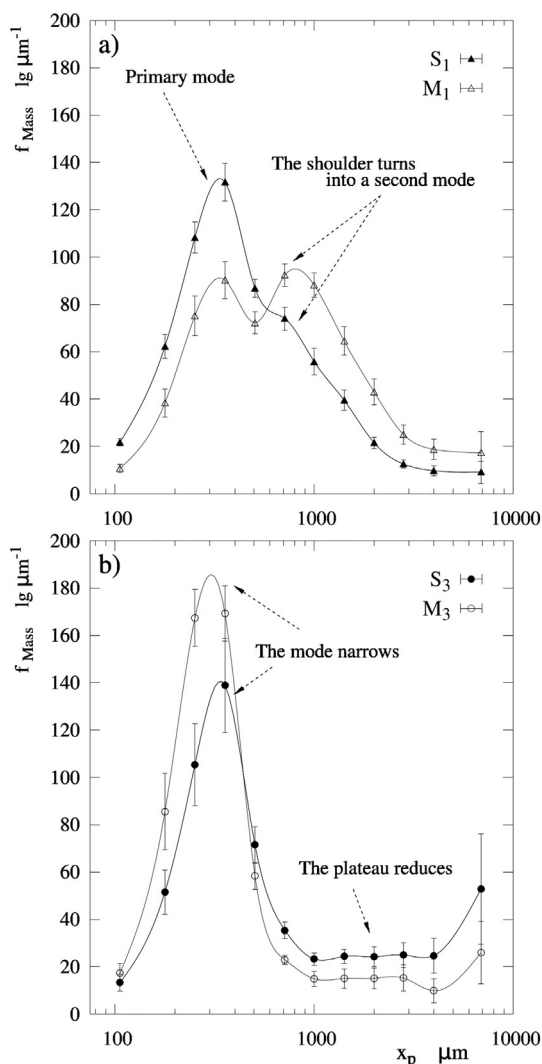 200
a)
S1
180
M1
Primary mode
f Mass lg μm-1
160
140
The shoulder turns
into a second mode
120
100
80
60
40
20
0
100 1000 10000
200
b)
S3
180
M3
f Mass lg μm-1
160
The mode narrows
140
120
100
80
60
The plateau reduces
40
20
0
100 1000 10000
xp μm